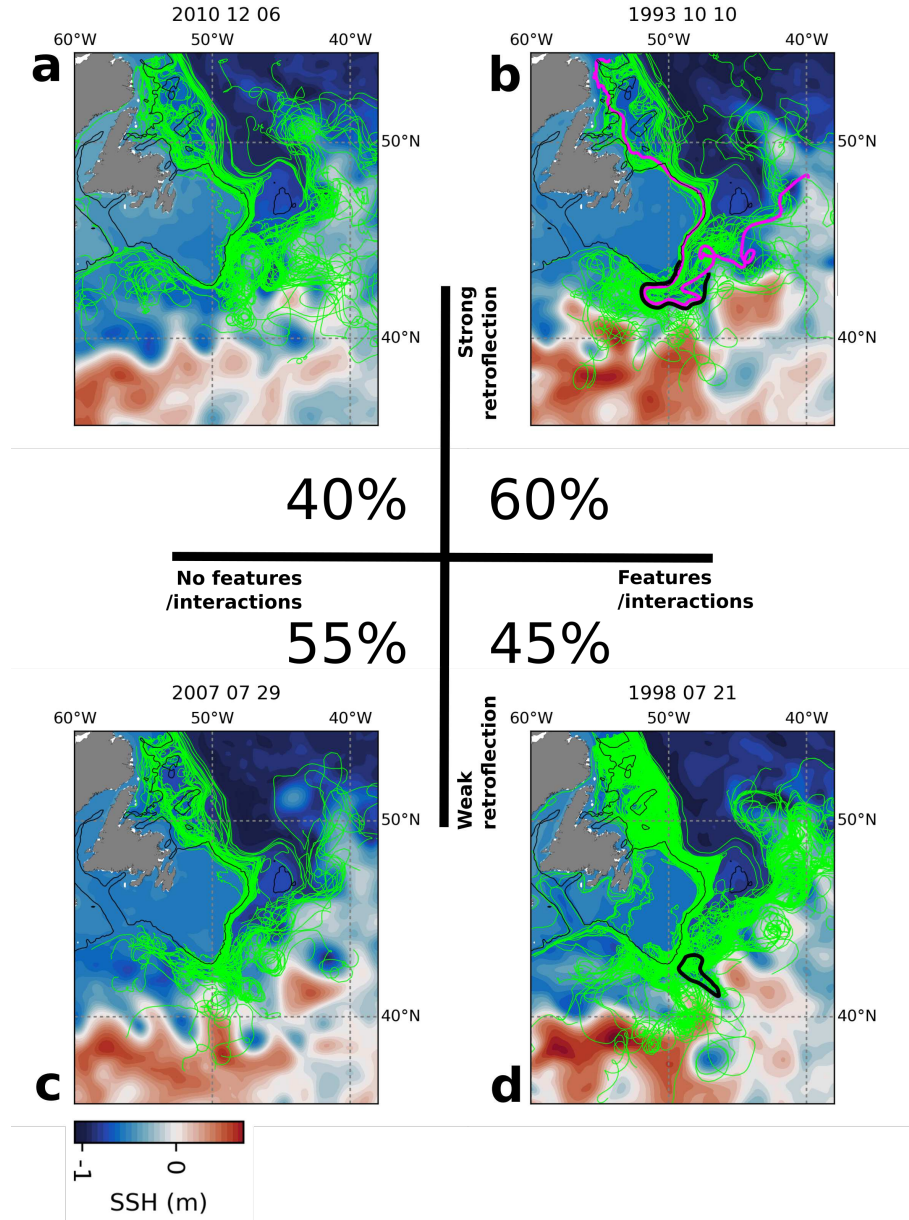 2010 12 06
1993 10 10
60°W 50°W 40°W
60°W 50°W 40°W
a
b
50°N
50°N
40°N
40°N
Strong
retroflection
40%
60%
No features
/interactions
Features
/interactions
55%
45%
Weak
retroflection
2007 07 29
1998 07 21
60°W 50°W 40°W
60°W 50°W 40°W
50°N
50°N
40°N
40°N
c
d
-1
0
SSH (m)